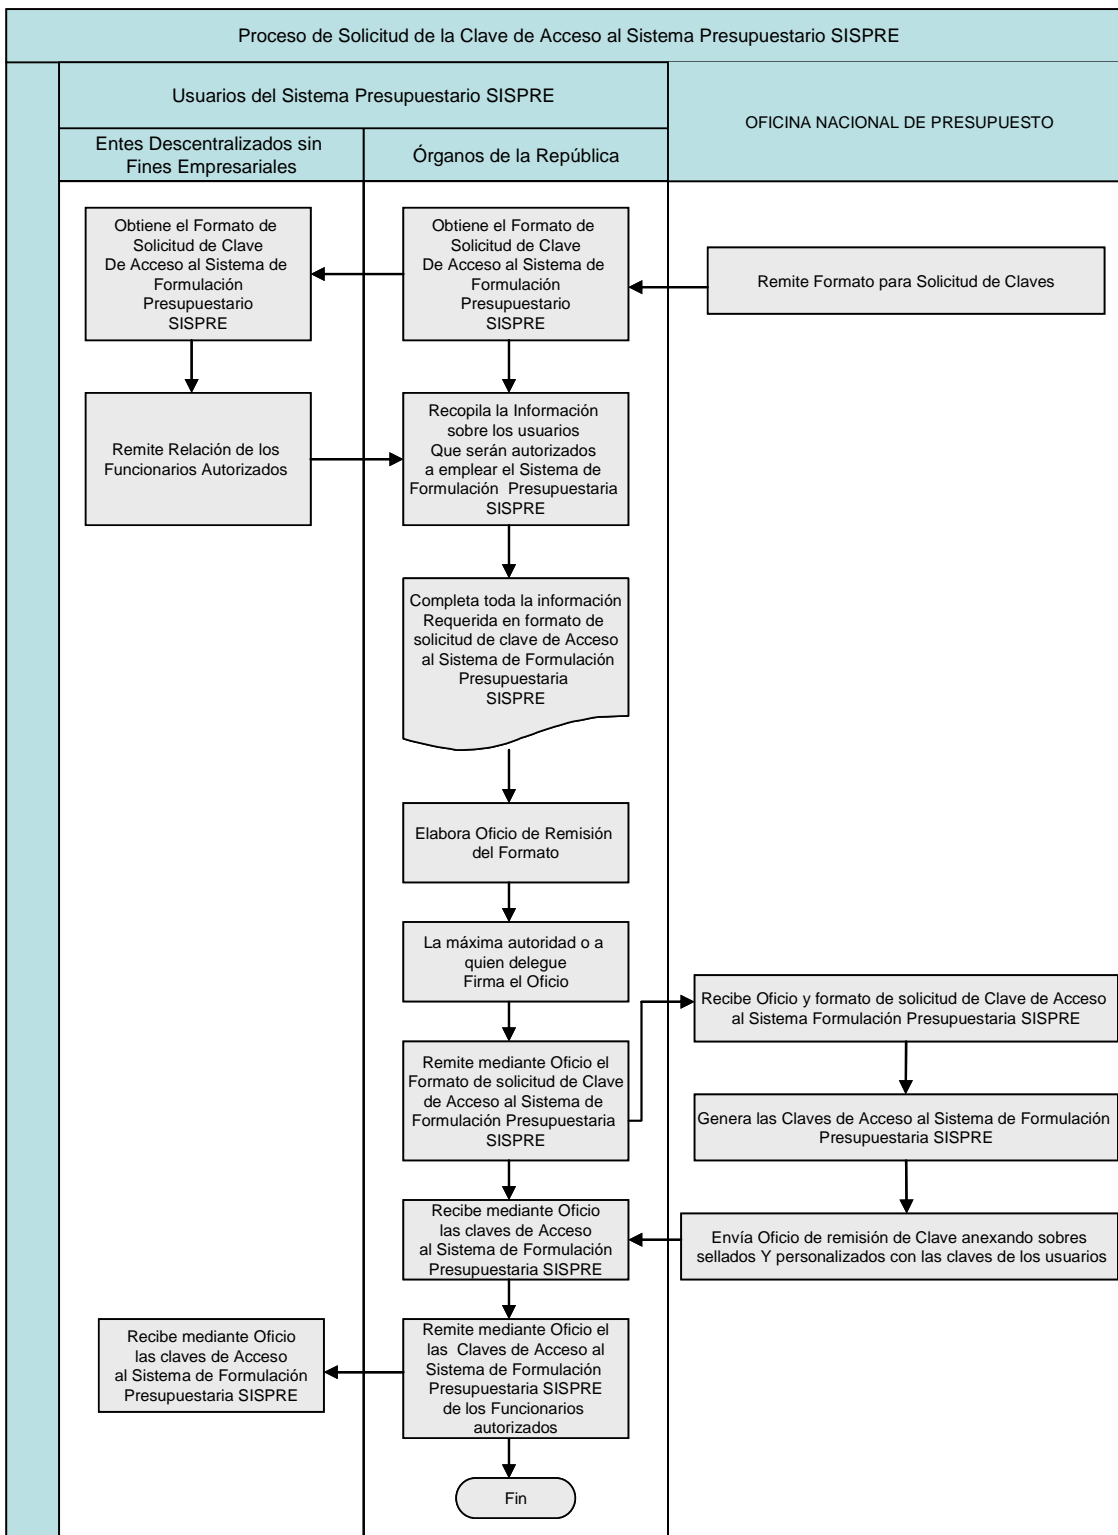 Proceso de Solicitud de la Clave de Acceso al Sistema Presupuestario SISPRE
Usuarios del Sistema Presupuestario SISPRE
OFICINA NACIONAL DE PRESUPUESTO
Entes Descentralizados sin
Fines Empresariales
Órganos de la República
Obtiene el Formato de
Solicitud de Clave
De Acceso al Sistema de
Formulación
Presupuestario
SISPRE
Obtiene el Formato de
Solicitud de Clave
De Acceso al Sistema de
Formulación
Presupuestario
SISPRE
Remite Formato para Solicitud de Claves
Remite Relación de los
Funcionarios Autorizados
Recopila la Información
sobre los usuarios
Que serán autorizados
a emplear el Sistema de
Formulación Presupuestaria
SISPRE
Completa toda la información
Requerida en formato de
solicitud de clave de Acceso
al Sistema de Formulación
Presupuestaria
SISPRE
Elabora Oficio de Remisión
del Formato
La máxima autoridad o a
quien delegue
Firma el Oficio
Recibe Oficio y formato de solicitud de Clave de Acceso
al Sistema Formulación Presupuestaria SISPRE
Remite mediante Oficio el
Formato de solicitud de Clave
de Acceso al Sistema de
Formulación Presupuestaria
SISPRE
Genera las Claves de Acceso al Sistema de Formulación
Presupuestaria SISPRE
Recibe mediante Oficio
las claves de Acceso
al Sistema de Formulación
Presupuestaria SISPRE
Envía Oficio de remisión de Clave anexando sobres
sellados Y personalizados con las claves de los usuarios
Recibe mediante Oficio
las claves de Acceso
al Sistema de Formulación
Presupuestaria SISPRE
Remite mediante Oficio el
las Claves de Acceso al
Sistema de Formulación
Presupuestaria SISPRE
de los Funcionarios
autorizados
Fin